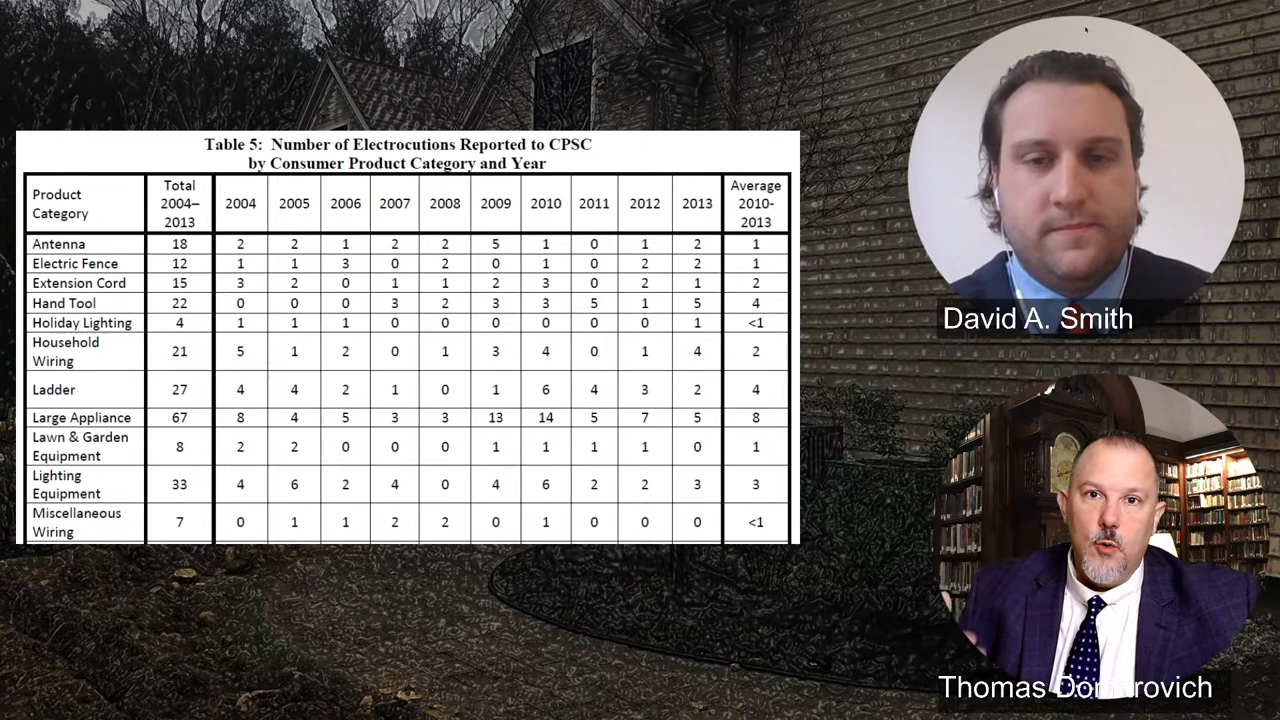 Table 5: Number of Electrocutions Reported to CPSC
by Consumer Product Category and Year
Product Category Total 2004–2013 2004 2005 2006 2007 2008 2009 2010 2011 2012 2013 Average 2010-2013
Antenna 18 2 2 1 2 2 5 1 0 1 2 1
Electric Fence 12 1 1 3 0 2 0 1 0 2 2 1
Extension Cord 15 3 2 0 1 1 2 3 0 2 1 2
Hand Tool 22 0 0 0 3 2 3 3 5 1 5 4
Holiday Lighting 4 1 1 1 0 0 0 0 0 0 1 <1
Household Wiring 21 5 1 2 0 1 3 4 0 1 4 2
Ladder 27 4 4 2 1 0 1 6 4 3 2 4
Large Appliance 67 8 4 5 3 3 13 14 5 7 5 8
Lawn & Garden Equipment 8 2 2 0 0 0 1 1 1 1 0 1
Lighting Equipment 33 4 6 2 4 0 4 6 2 2 3 3
Miscellaneous Wiring 7 0 1 1 2 2 0 1 0 0 0 <1
David A. Smith
Thomas Domitrovich